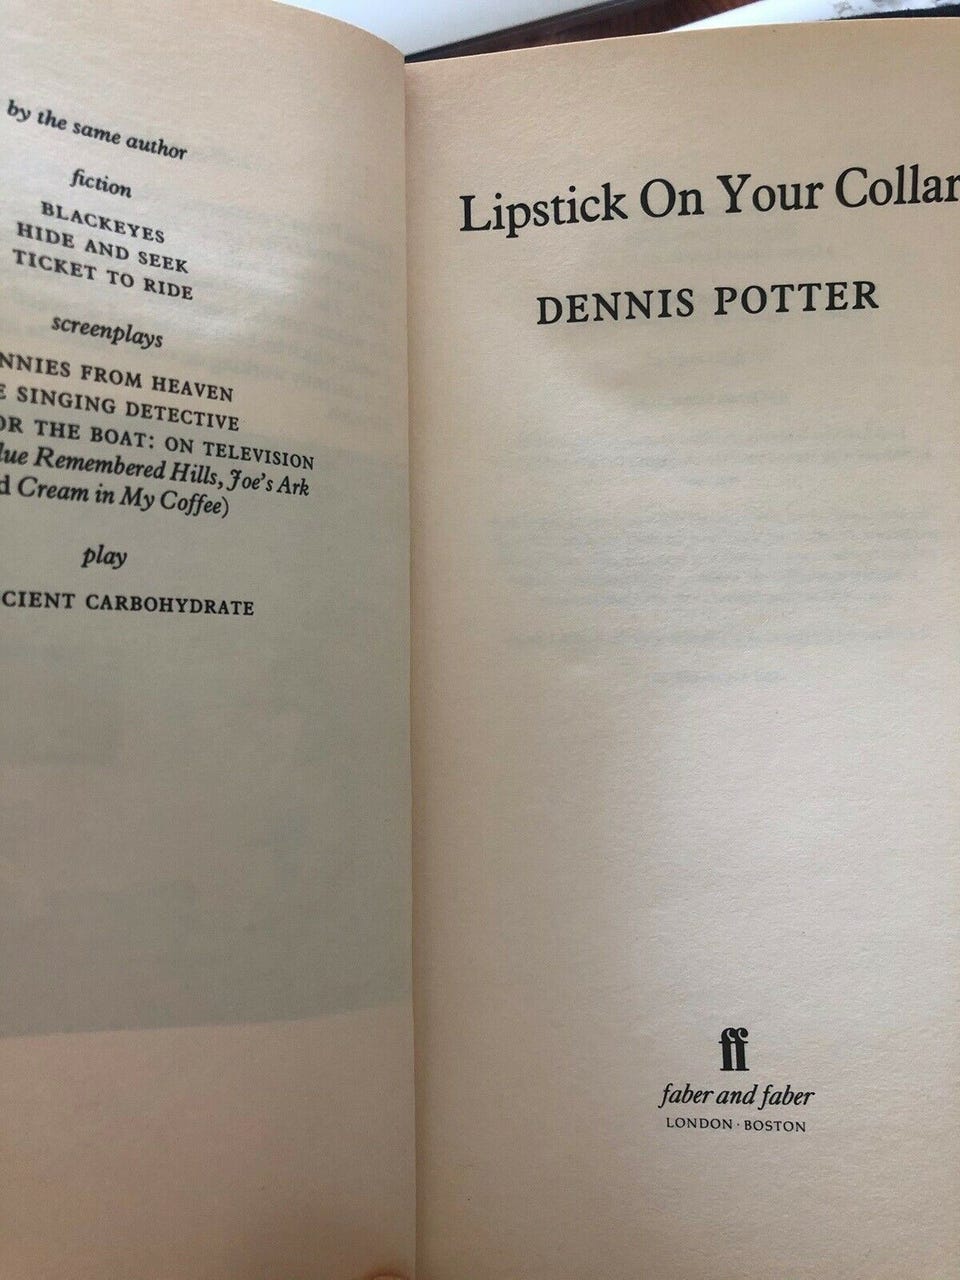 by the same author
fiction
BLACKEYES
HIDE AND SEEK
TICKET TO RIDE
screenplays
NNIES FROM HEAVEN
E SINGING DETECTIVE
OR THE BOAT: ON TELEVISION
lue Remembered Hills, Joe's Ark
d Cream in My Coffee)
play
CIENT CARBOHYDRATE
Lipstick On Your Collar
DENNIS POTTER
ff
faber and faber
LONDON · BOSTON